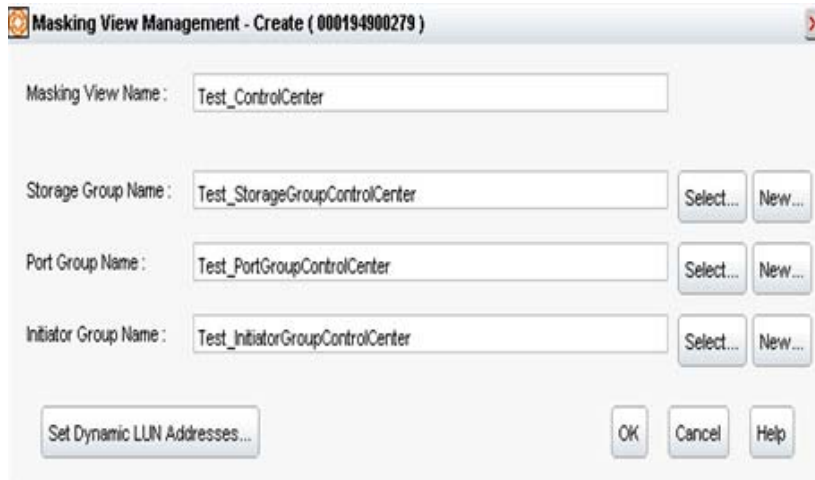 Masking View Management - Create ( 000194900279 )
Masking View Name : Test_ControlCenter
Storage Group Name : Test_StorageGroupControlCenter Select... New...
Port Group Name : Test_PortGroupControlCenter Select... New...
Initiator Group Name : Test_InitiatorGroupControlCenter Select... New...
Set Dynamic LUN Addresses... OK Cancel Help